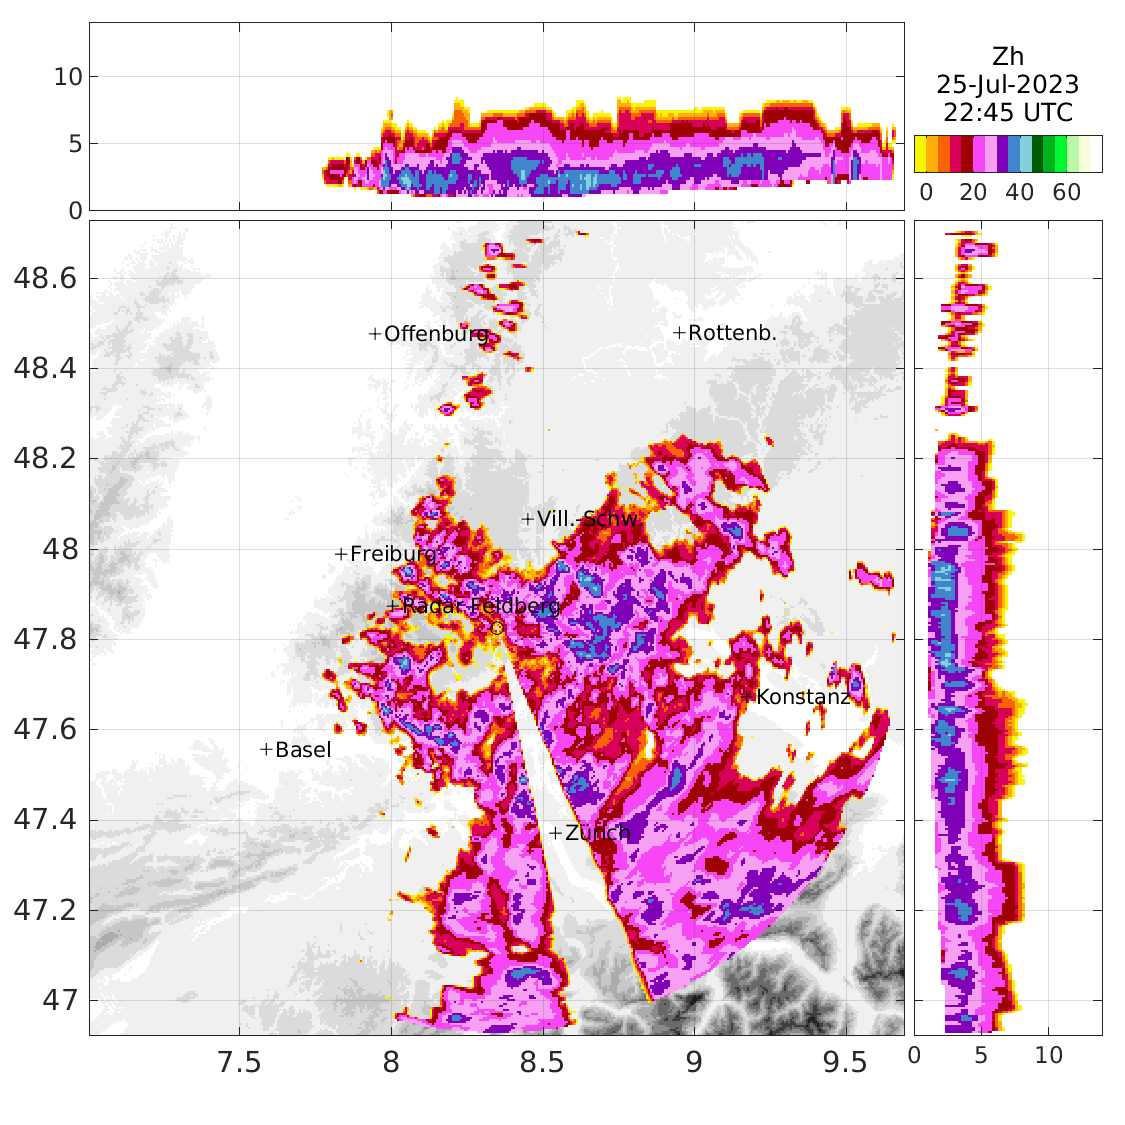 Zh
25-Jul-2023
22:45 UTC
0 20 40 60
10
5
0
48.6
48.4
48.2
48
47.8
47.6
47.4
47.2
47
+Offenburg
+Rottenb.
+Vill.-Schw.
+Freiburg
+Radar Feldberg
+Konstanz
+Basel
+Zürich
7.5 8 8.5 9 9.5
0 5 10